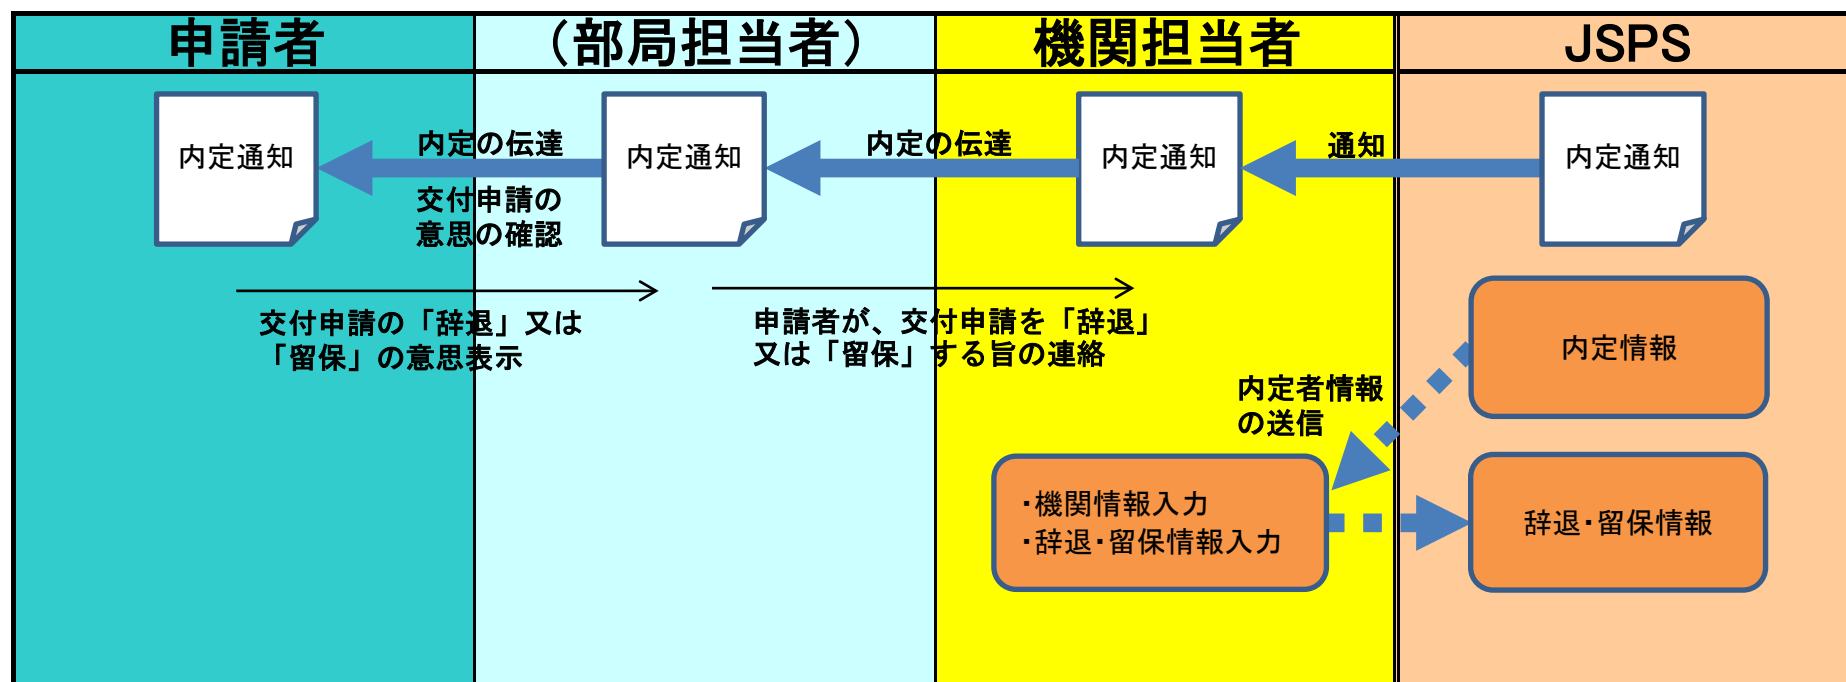 申請者
（部局担当者）
機関担当者
JSPS
内定通知
内定の伝達
交付申請の
意思の確認
内定通知
内定の伝達
内定通知
通知
内定通知
交付申請の「辞退」又は
「留保」の意思表示
申請者が、交付申請を「辞退」
又は「留保」する旨の連絡
内定情報
内定者情報
の送信
・機関情報入力
・辞退・留保情報入力
辞退・留保情報